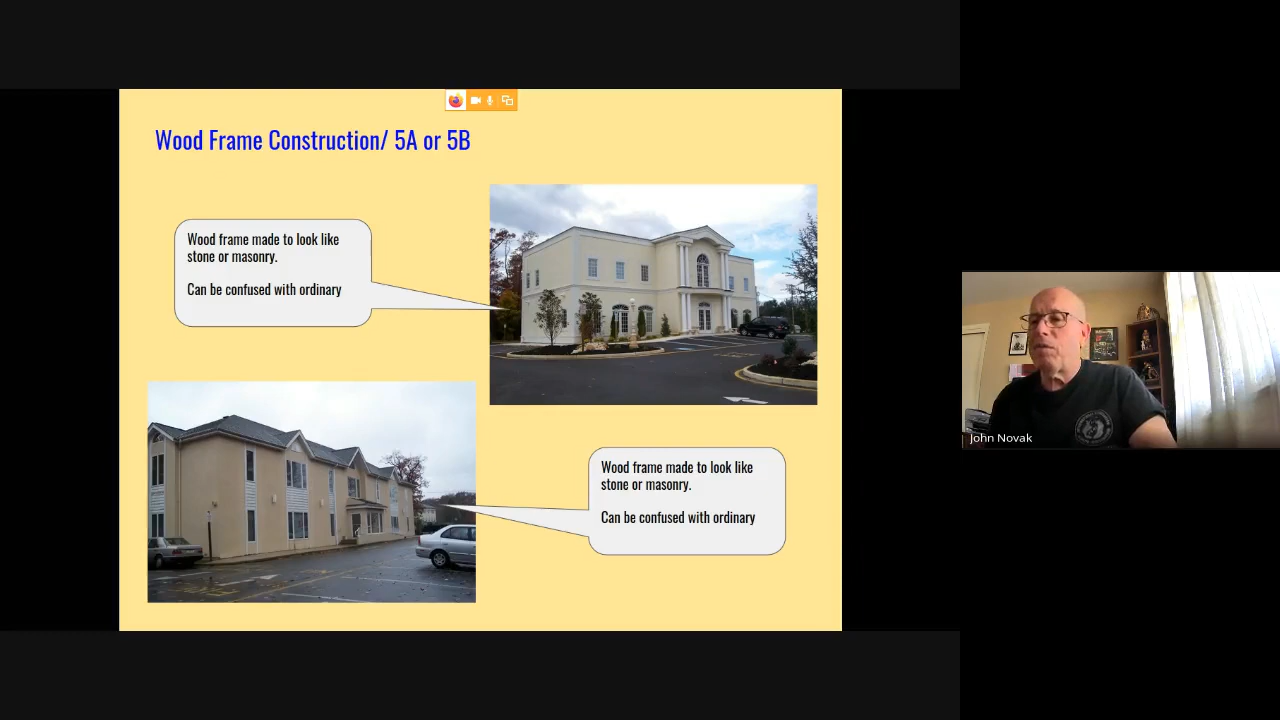 Wood Frame Construction/ 5A or 5B
Wood frame made to look like
stone or masonry.
Can be confused with ordinary
Wood frame made to look like
stone or masonry.
Can be confused with ordinary
John Novak